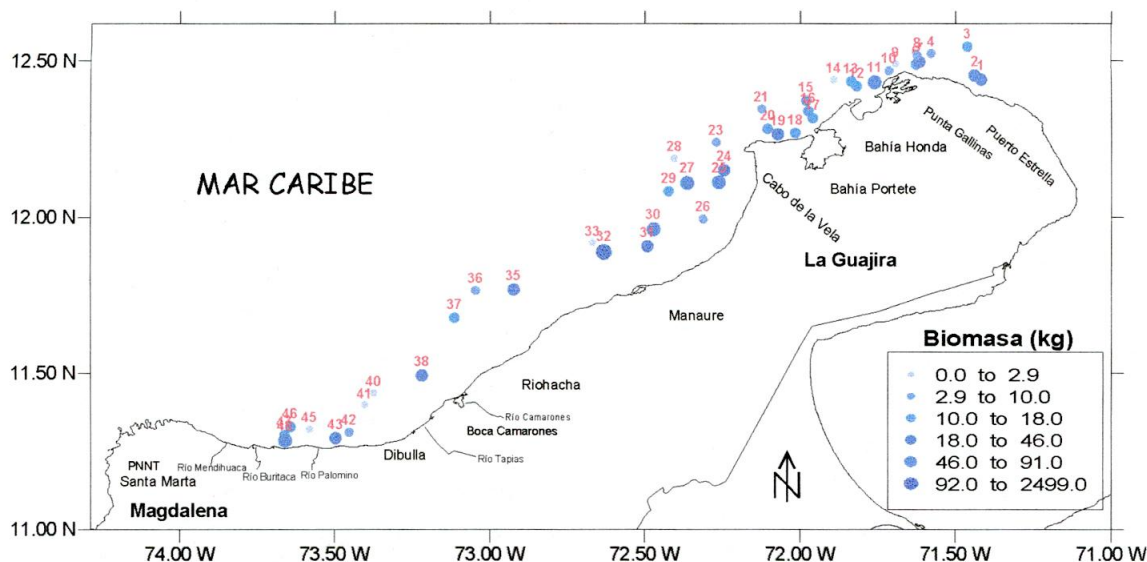 12.50 N
12.00 N
11.50 N
11.00 N
74.00 W
73.50 W
73.00 W
72.50 W
72.00 W
71.50 W
71.00 W
MAR CARIBE
3
4
8
9
10
2
1
14
13
12
11
15
16
17
21
20
19
18
23
24
28
27
29
26
30
33
32
36
35
37
38
40
41
46
45
43
42
Punta Gallinas
Puerto Estrella
Bahía Honda
Bahía Portete
Cabo de la Vela
La Guajira
Manaure
Riohacha
Río Camarones
Boca Camarones
Río Tapias
Dibulla
Río Palomino
Río Buritaca
Río Mendihuaca
PNNT
Santa Marta
Magdalena
N
Biomasa (kg)
0.0 to 2.9
2.9 to 10.0
10.0 to 18.0
18.0 to 46.0
46.0 to 91.0
92.0 to 2499.0